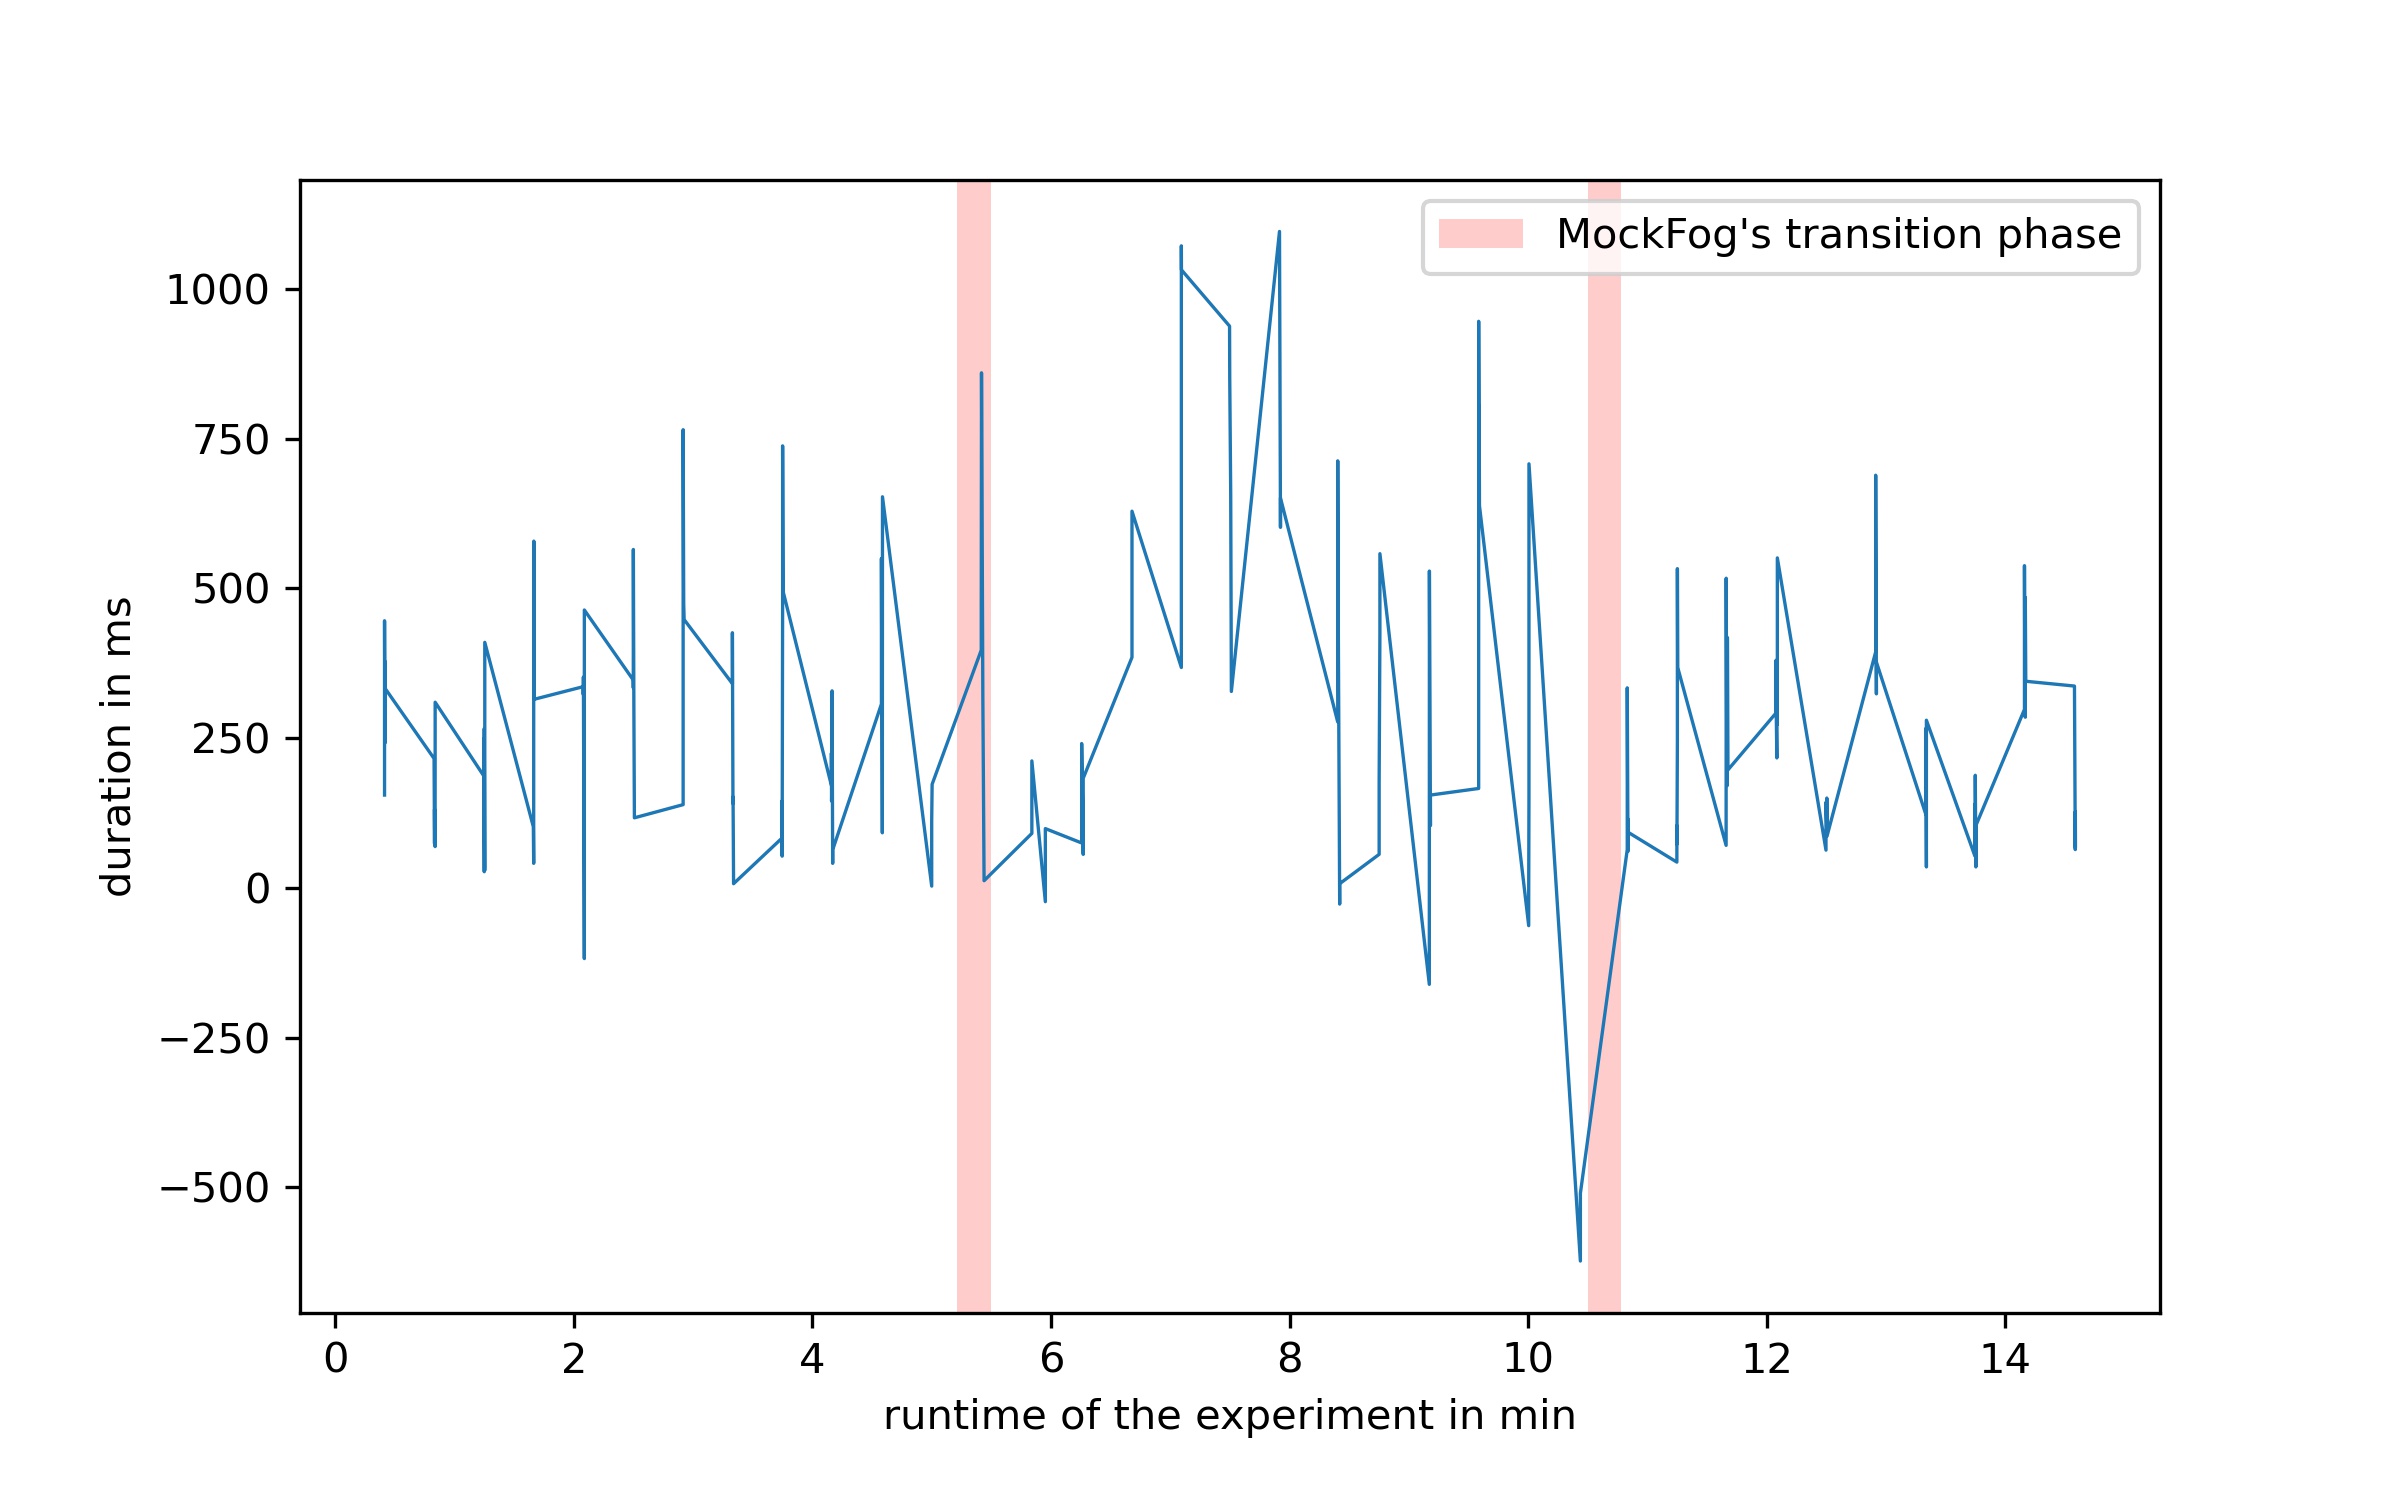 MockFog's transition phase
1000
750
500
250
0
−250
−500
duration in ms
0 2 4 6 8 10 12 14
runtime of the experiment in min